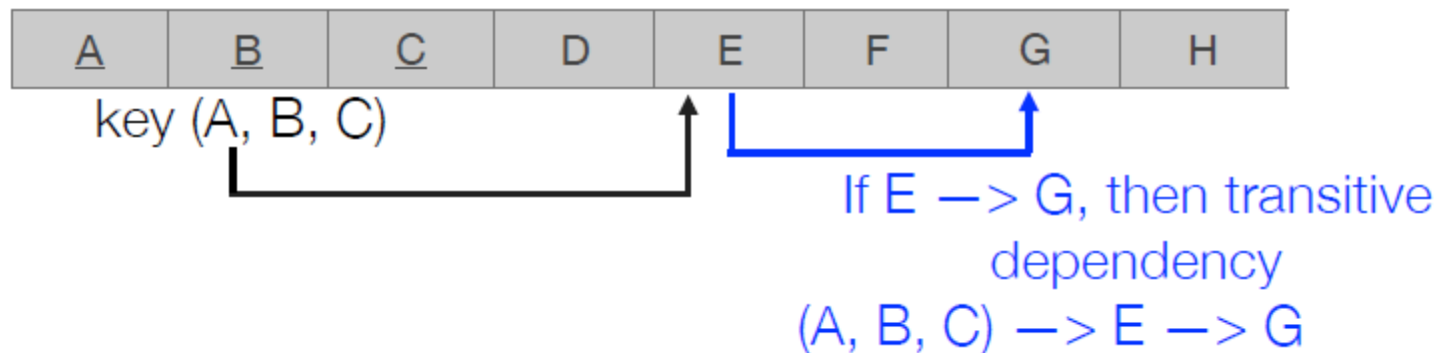 A B C D E F G H
key (A, B, C)
If E —> G, then transitive
dependency
(A, B, C) —> E —> G